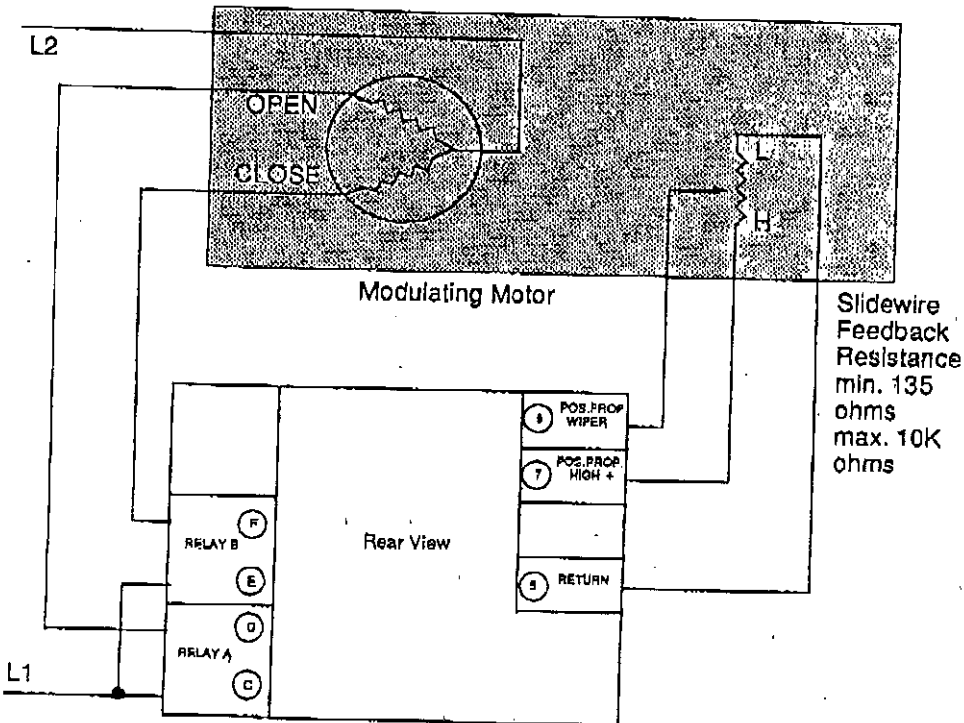 L2
OPEN
CLOSE
L
H
Modulating Motor
Slidewire
Feedback
Resistance
min. 135
ohms
max. 10K
ohms
POS.PROP
WIPER
7
POS.PROP.
HIGH +
RELAY B
F
E
Rear View
5
RETURN
RELAY A
D
C
L1